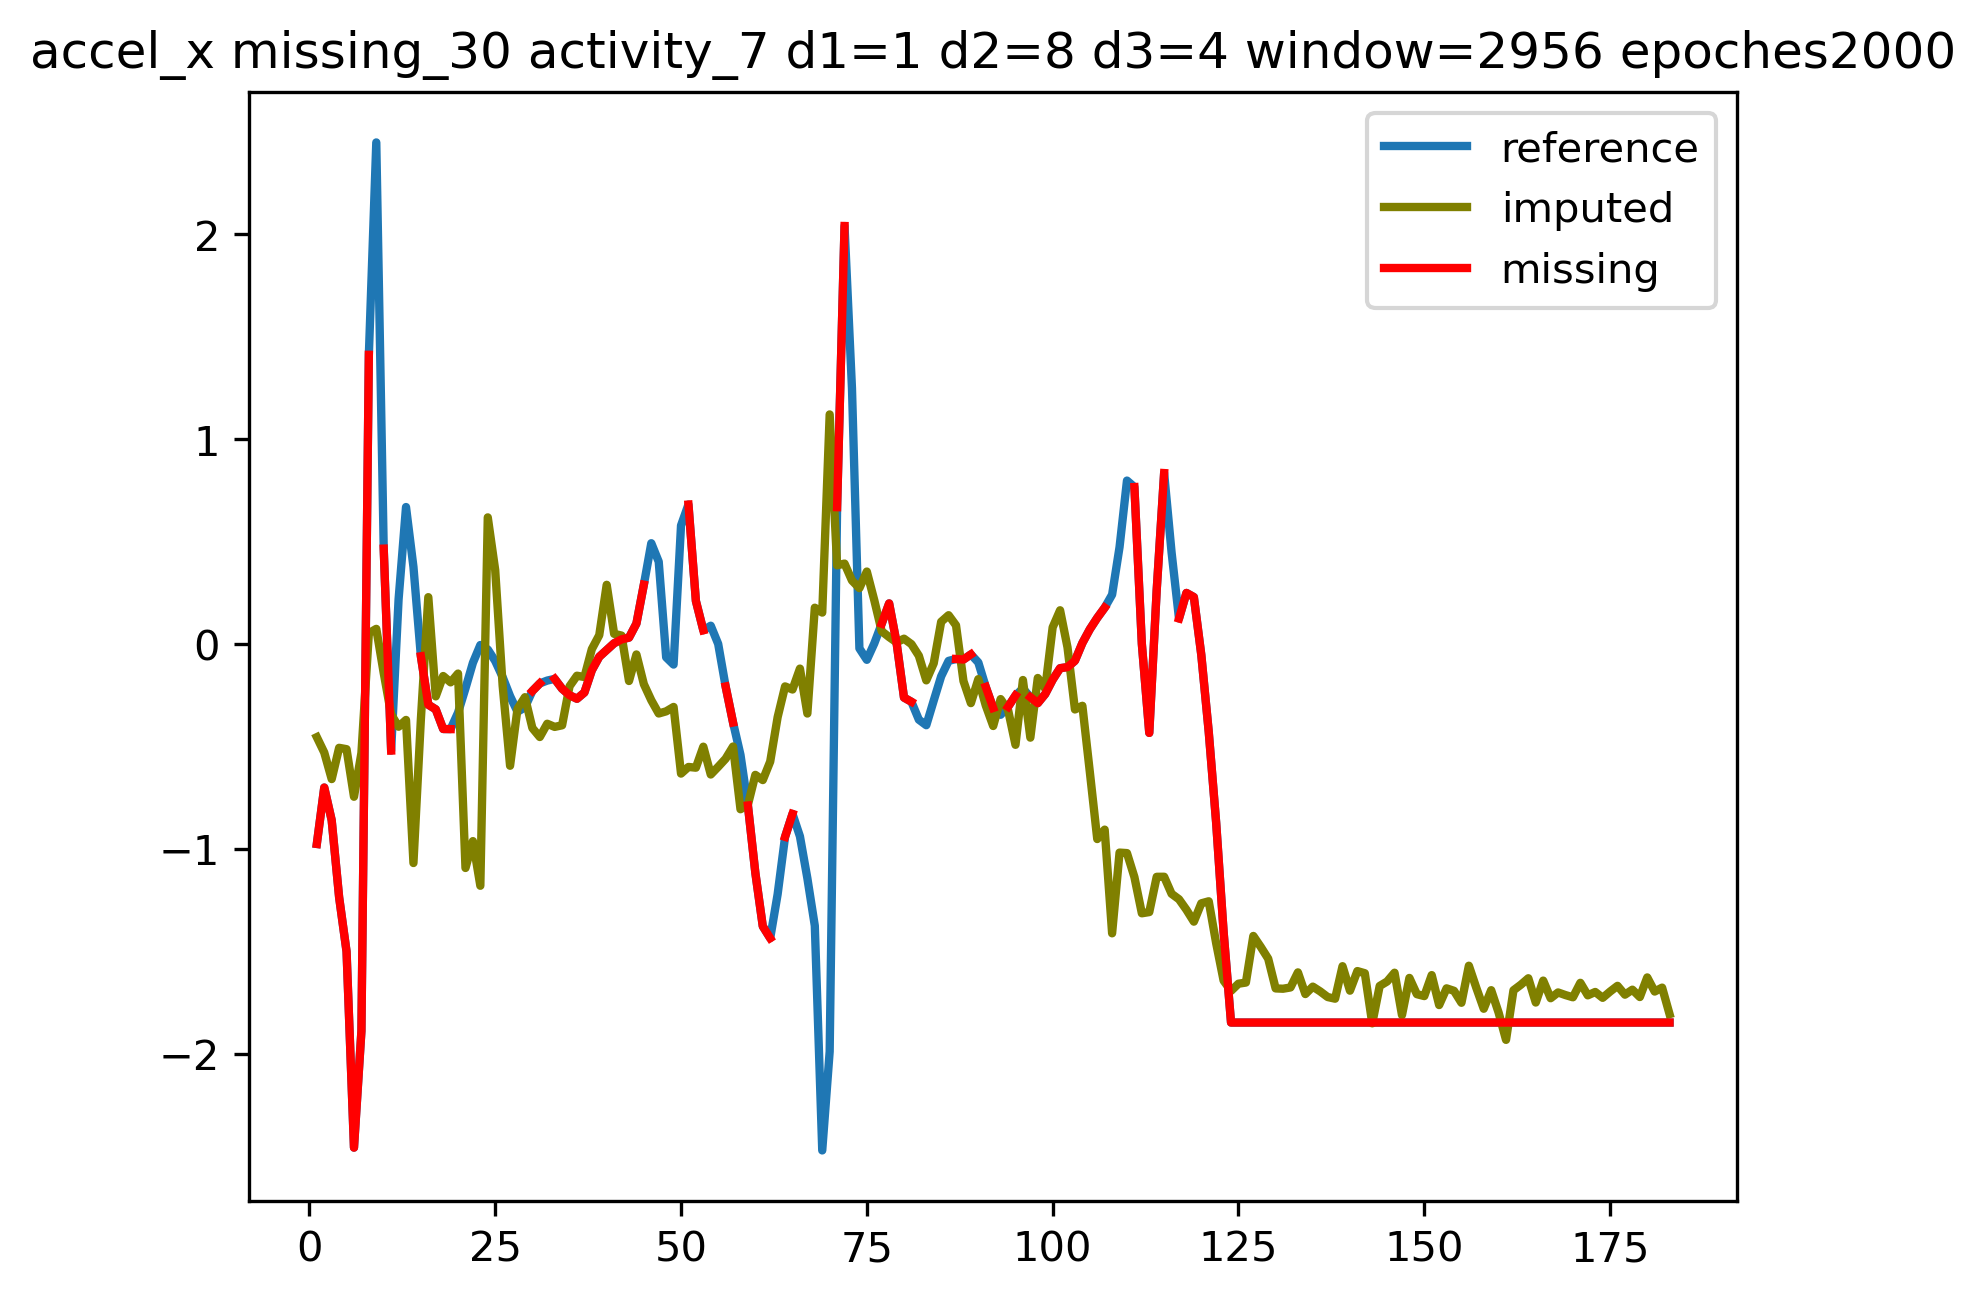 accel_x missing_30 activity_7 d1=1 d2=8 d3=4 window=2956 epoches2000
reference
imputed
missing
2
1
0
−1
−2
0 25 50 75 100 125 150 175